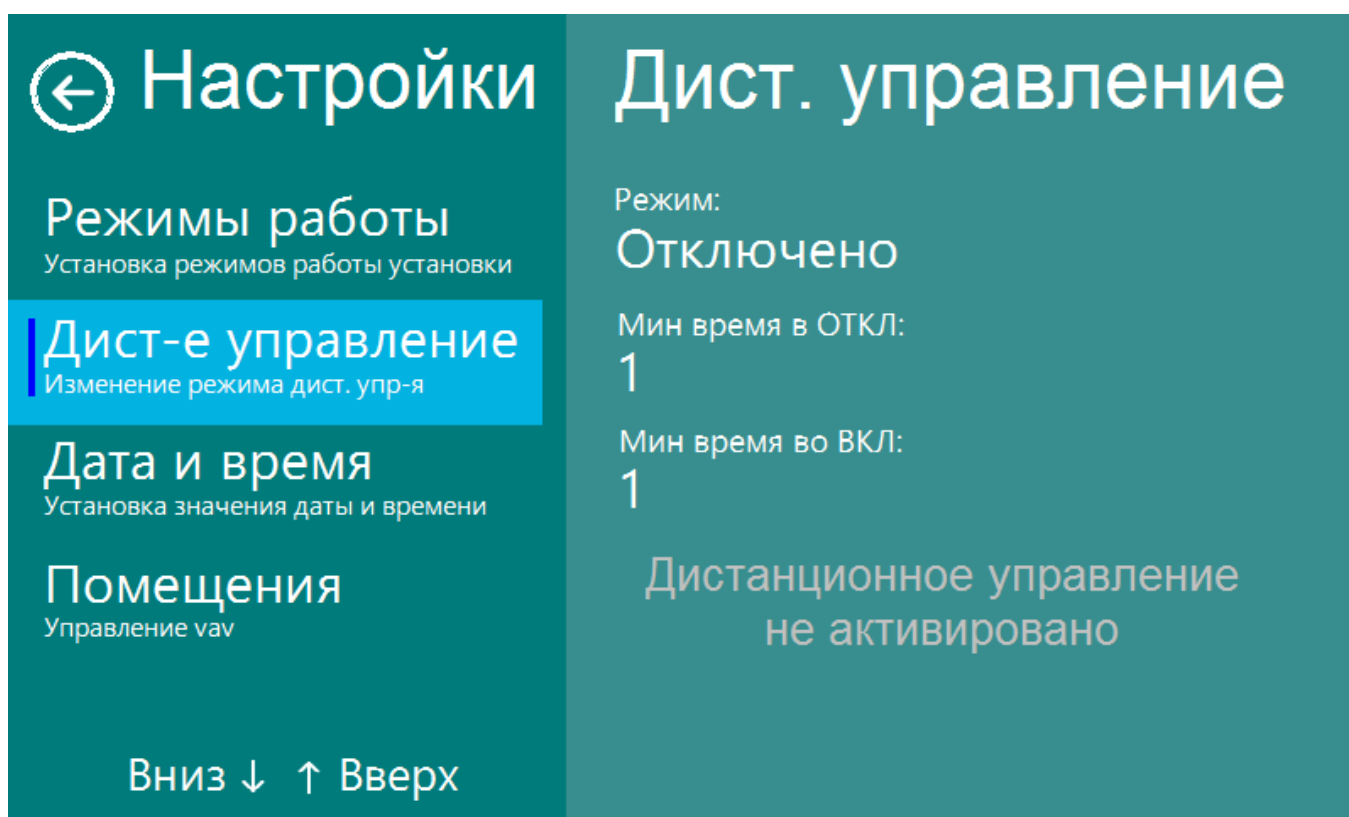 Настройки
Режимы работы
Установка режимов работы установки
Дист-е управление
Изменение режима дист. упр-я
Дата и время
Установка значения даты и времени
Помещения
Управление vav
Вниз ↓ ↑ Вверх
Дист. управление
Режим:
Отключено
Мин время в ОТКЛ:
1
Мин время во ВКЛ:
1
Дистанционное управление
не активировано